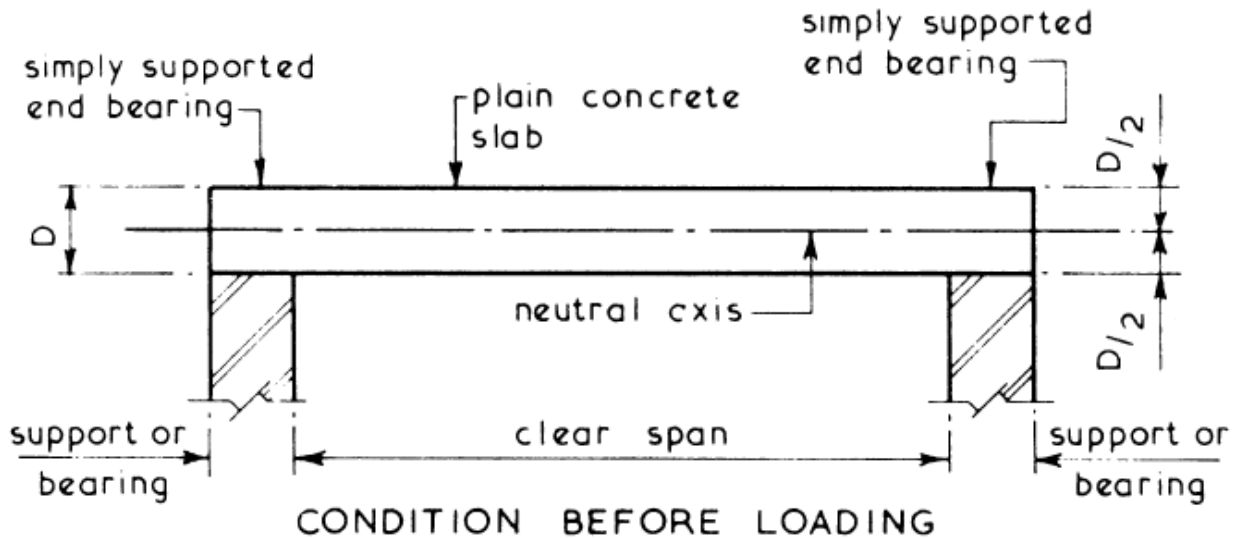 simply supported
end bearing
simply supported
end bearing
plain concrete
slab
D
D/2
neutral cxis
D/2
support or
bearing
clear span
support or
bearing
CONDITION BEFORE LOADING